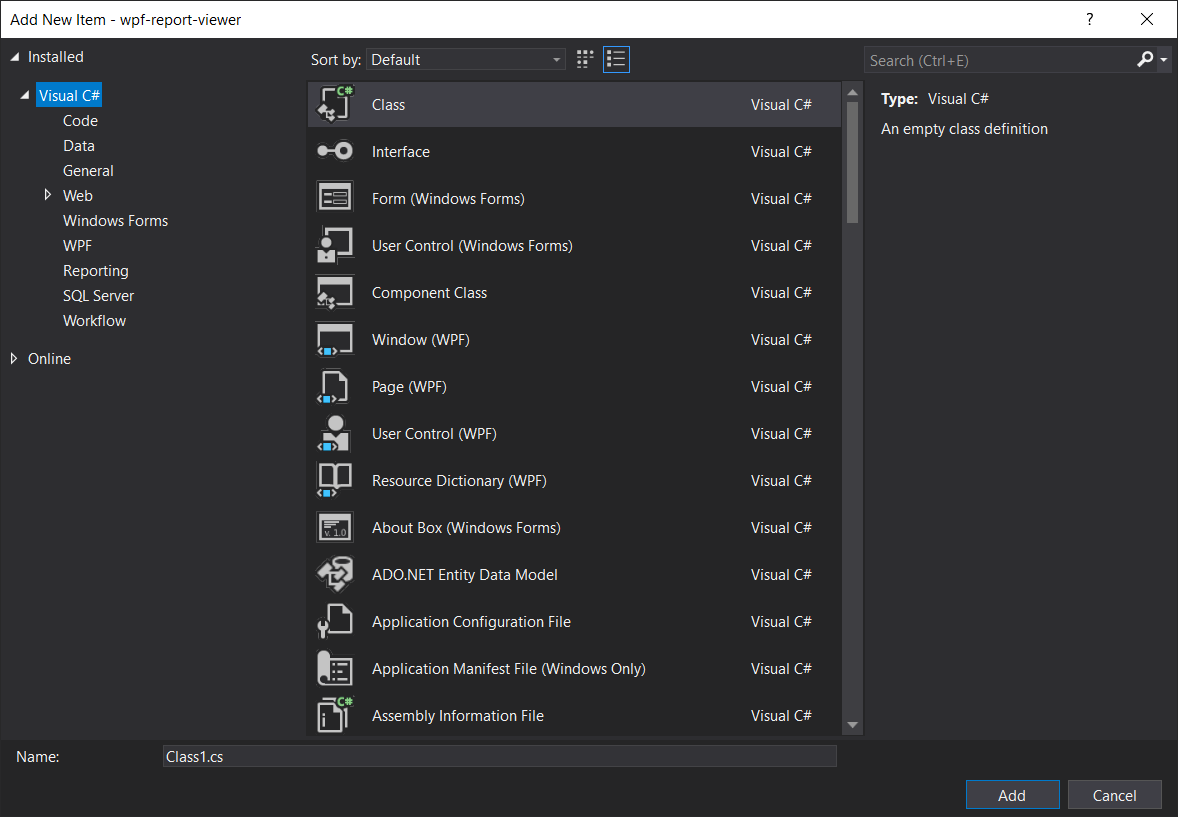 Add New Item - wpf-report-viewer
?
Installed
Visual C#
Code
Data
General
Web
Windows Forms
WPF
Reporting
SQL Server
Workflow
Online
Sort by: Default
C# Class Visual C#
Interface Visual C#
Form (Windows Forms) Visual C#
User Control (Windows Forms) Visual C#
Component Class Visual C#
Window (WPF) Visual C#
Page (WPF) Visual C#
User Control (WPF) Visual C#
Resource Dictionary (WPF) Visual C#
v. 1.0 About Box (Windows Forms) Visual C#
ADO.NET Entity Data Model Visual C#
Application Configuration File Visual C#
Application Manifest File (Windows Only) Visual C#
C# Assembly Information File Visual C#
Search (Ctrl+E)
Type: Visual C#
An empty class definition
Name: Class1.cs
Add Cancel